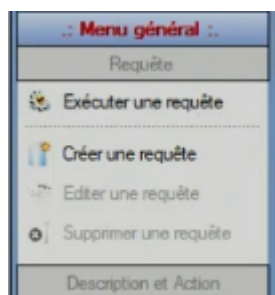 .: Menu général :.
Requête
Exécuter une requête
Créer une requête
Editer une requête
Supprimer une requête
Description et Action